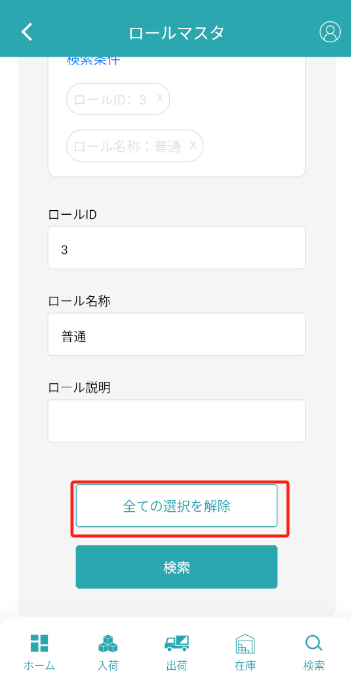 ロールマスタ
検索条件
ロールID：3 x
ロール名称：普通 x
ロールID
3
ロール名称
普通
ロール説明
全ての選択を解除
検索
ホーム 入荷 出荷 在庫 検索